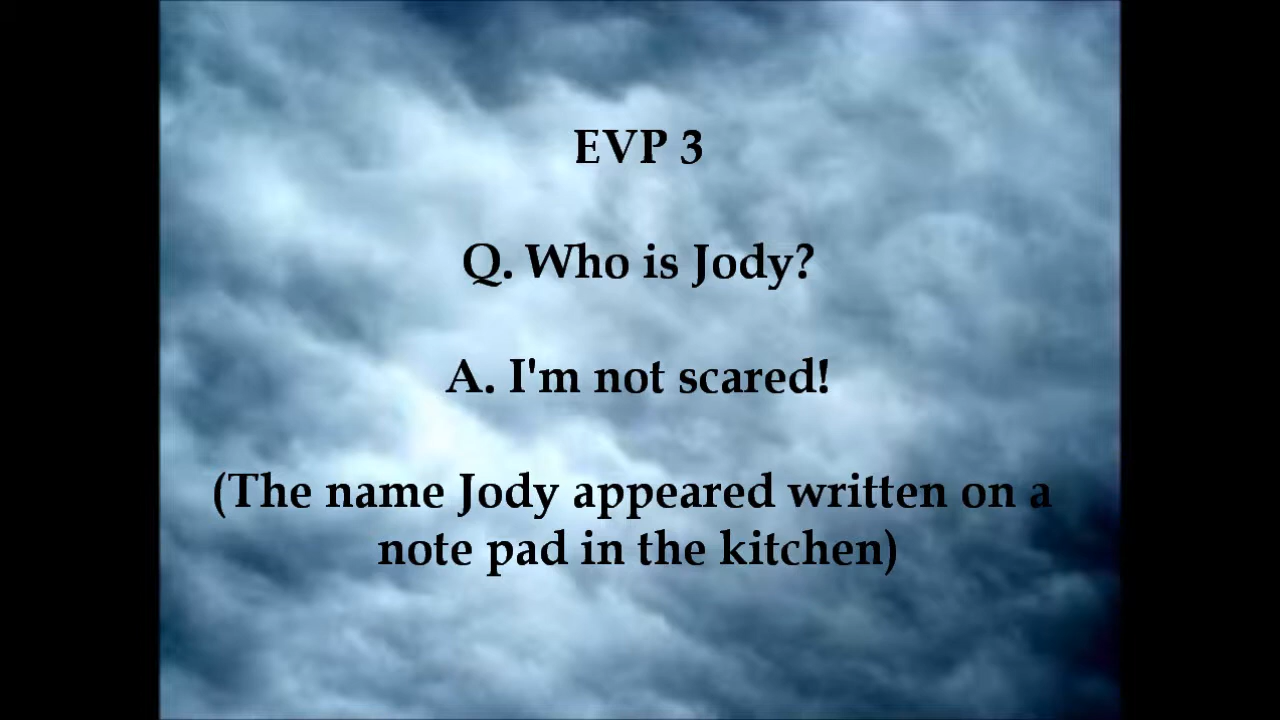 EVP 3
Q. Who is Jody?
A. I'm not scared!
(The name Jody appeared written on a
note pad in the kitchen)